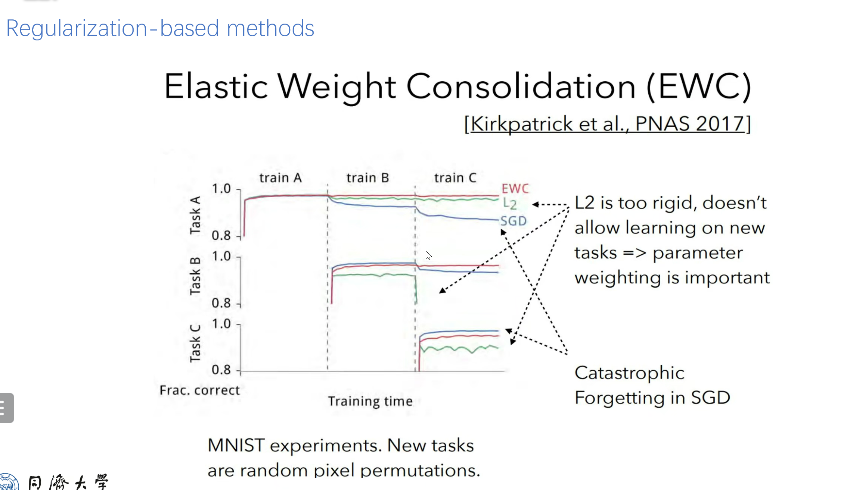 Regularization-based methods
Elastic Weight Consolidation (EWC)
[Kirkpatrick et al., PNAS 2017]
train A train B train C
Task A
1.0
0.8
EWC
L2
SGD
Task B
1.0
0.8
Task C
1.0
0.8
Frac. correct
Training time
L2 is too rigid, doesn’t
allow learning on new
tasks => parameter
weighting is important
Catastrophic
Forgetting in SGD
MNIST experiments. New tasks
are random pixel permutations.
同濟大學